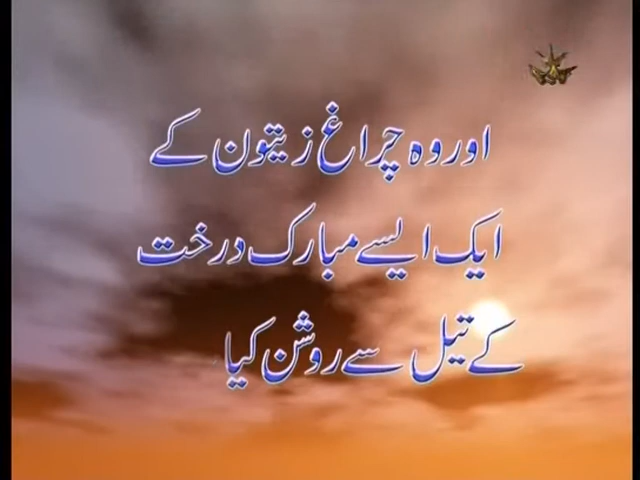 اور وہ چراغ زیتون کے
ایک ایسے مبارک درخت
کے تیل سے روشن کیا